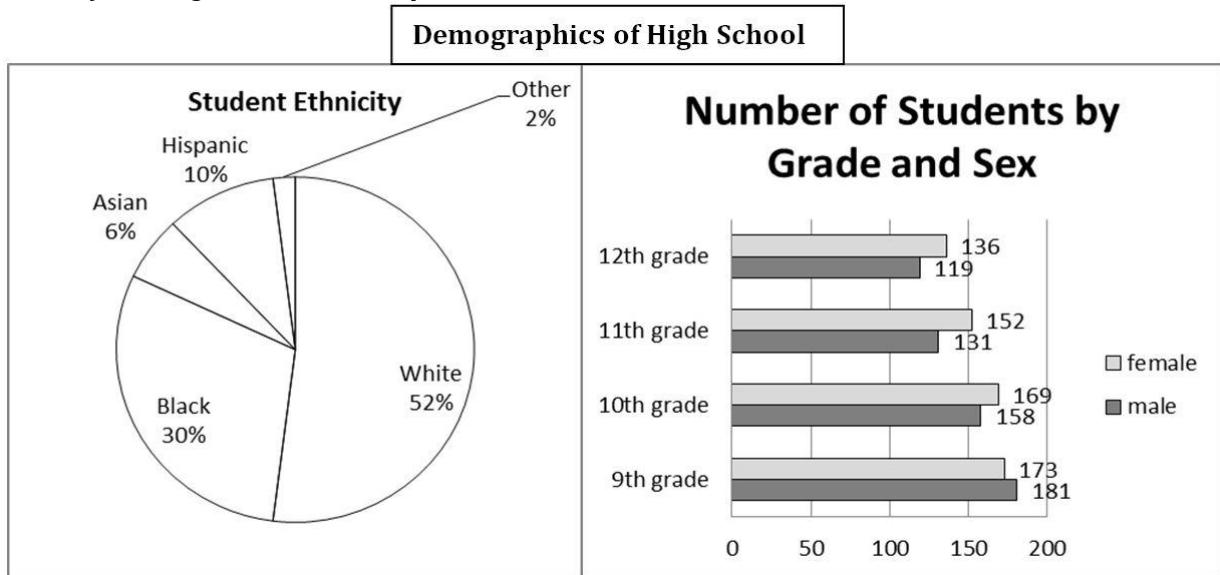 Demographics of High School
Student Ethnicity
Other
2%
Hispanic
10%
Asian
6%
White
52%
Black
30%
Number of Students by
Grade and Sex
12th grade
136
119
11th grade
152
131
10th grade
169
158
9th grade
173
181
female
male
0 50 100 150 200